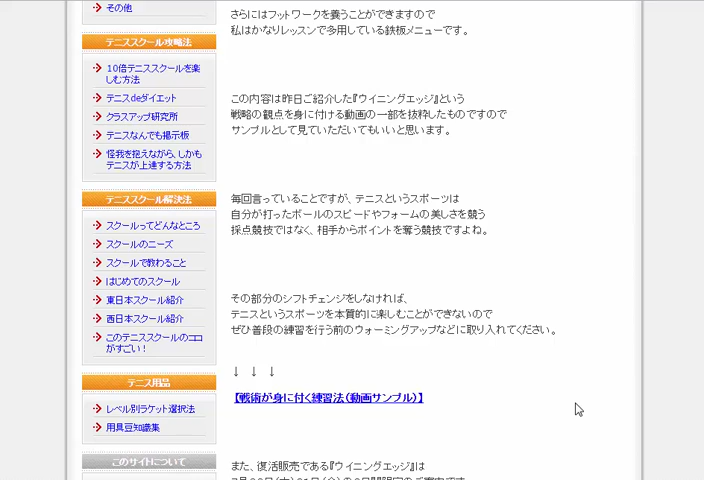 その他
テニススクール攻略法
10倍テニススクールを楽
しむ方法
テニスdeダイエット
クラスアップ研究所
テニスなんでも掲示板
怪我を抱えながら、しかも
テニスが上達する方法
テニススクール解決法
スクールってどんなところ
スクールのニーズ
スクールで教わること
はじめてのスクール
東日本スクール紹介
西日本スクール紹介
このテニススクールのココ
がすごい！
テニス用品
レベル別ラケット選択法
用具豆知識集
このサイトについて
さらにはフットワークを養うことができますので
私はかなりレッスンで多用している鉄板メニューです。
この内容は昨日ご紹介した『ウイニングエッジ』という
戦略の観点を身に付ける動画の一部を抜粋したものですので
サンプルとして見ていただいてもいいと思います。
毎回言っていることですが、テニスというスポーツは
自分が打ったボールのスピードやフォームの美しさを競う
採点競技ではなく、相手からポイントを奪う競技ですよね。
その部分のシフトチェンジをしなければ、
テニスというスポーツを本質的に楽しむことができないので
ぜひ普段の練習を行う前のウォーミングアップなどに取り入れてください。
↓ ↓ ↓
【戦術が身に付く練習法（動画サンプル）】
また、復活販売である『ウイニングエッジ』は